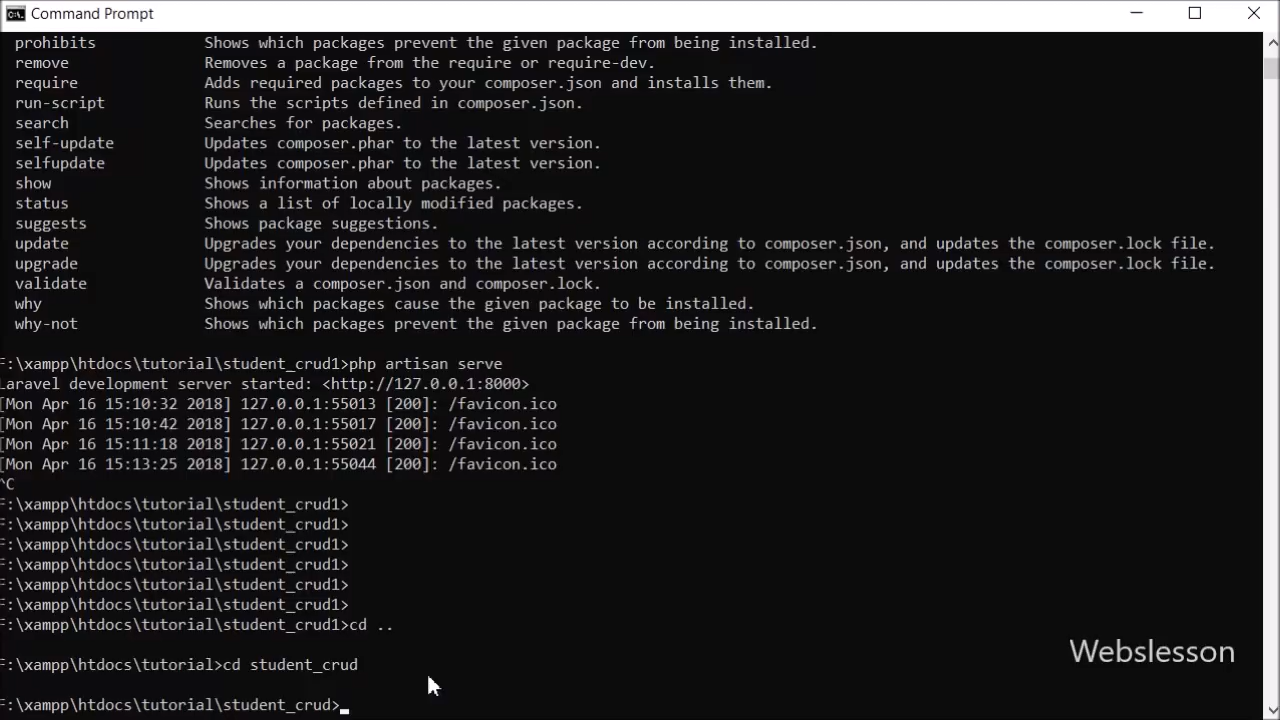 Command Prompt
prohibits Shows which packages prevent the given package from being installed.
remove Removes a package from the require or require-dev.
require Adds required packages to your composer.json and installs them.
run-script Runs the scripts defined in composer.json.
search Searches for packages.
self-update Updates composer.phar to the latest version.
selfupdate Updates composer.phar to the latest version.
show Shows information about packages.
status Shows a list of locally modified packages.
suggests Shows package suggestions.
update Upgrades your dependencies to the latest version according to composer.json, and updates the composer.lock file.
upgrade Upgrades your dependencies to the latest version according to composer.json, and updates the composer.lock file.
validate Validates a composer.json and composer.lock.
why Shows which packages cause the given package to be installed.
why-not Shows which packages prevent the given package from being installed.
F:\xampp\htdocs\tutorial\student_crud1>php artisan serve
Laravel development server started: <http://127.0.0.1:8000>
[Mon Apr 16 15:10:32 2018] 127.0.0.1:55013 [200]: /favicon.ico
[Mon Apr 16 15:10:42 2018] 127.0.0.1:55017 [200]: /favicon.ico
[Mon Apr 16 15:11:18 2018] 127.0.0.1:55021 [200]: /favicon.ico
[Mon Apr 16 15:13:25 2018] 127.0.0.1:55044 [200]: /favicon.ico
^C
F:\xampp\htdocs\tutorial\student_crud1>
F:\xampp\htdocs\tutorial\student_crud1>
F:\xampp\htdocs\tutorial\student_crud1>
F:\xampp\htdocs\tutorial\student_crud1>
F:\xampp\htdocs\tutorial\student_crud1>
F:\xampp\htdocs\tutorial\student_crud1>
F:\xampp\htdocs\tutorial\student_crud1>cd ..
Webslesson
F:\xampp\htdocs\tutorial>cd student_crud
F:\xampp\htdocs\tutorial\student_crud>